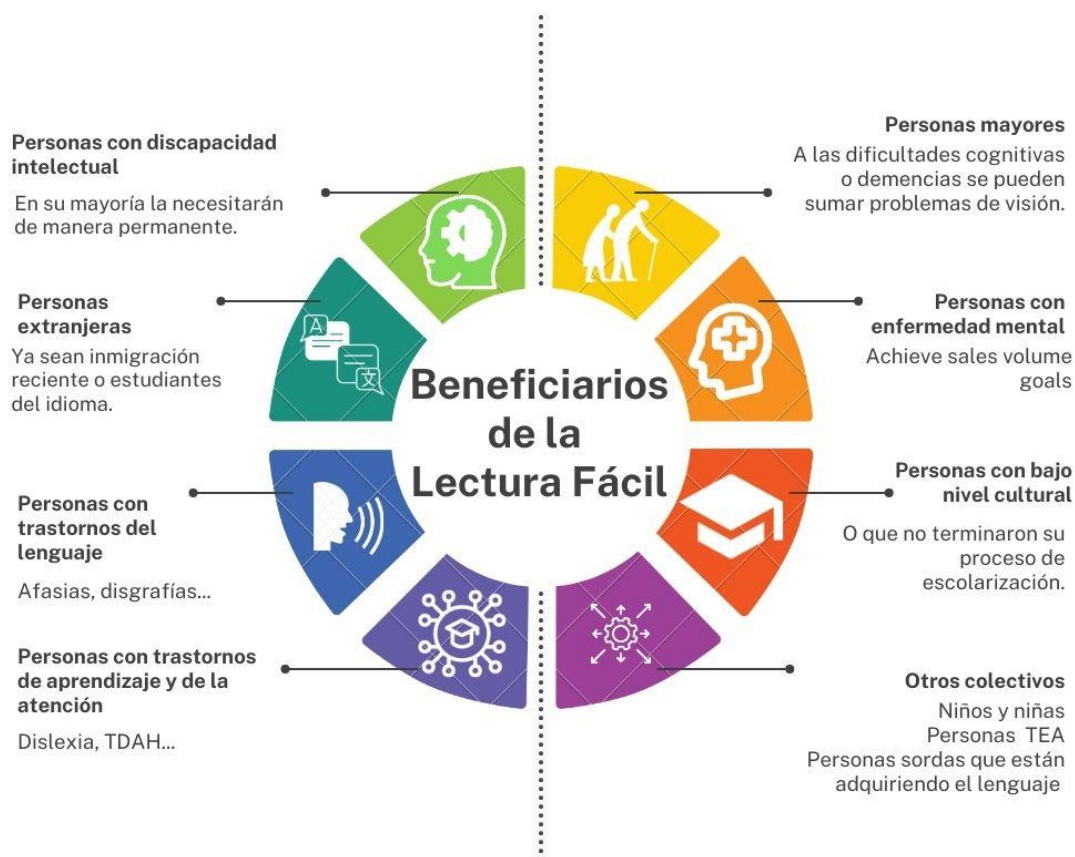 Personas con discapacidad
intelectual
En su mayoría la necesitarán
de manera permanente.
Personas
extranjeras
Ya sean inmigración
reciente o estudiantes
del idioma.
Personas con
trastornos del
lenguaje
Afasias, disgrafías...
Personas con trastornos
de aprendizaje y de la
atención
Dislexia, TDAH...
A
文
Beneficiarios
de la
Lectura Fácil
Personas mayores
A las dificultades cognitivas
o demencias se pueden
sumar problemas de visión.
Personas con
enfermedad mental
Achieve sales volume
goals
Personas con bajo
nivel cultural
O que no terminaron su
proceso de
escolarización.
Otros colectivos
Niños y niñas
Personas TEA
Personas sordas que están
adquiriendo el lenguaje